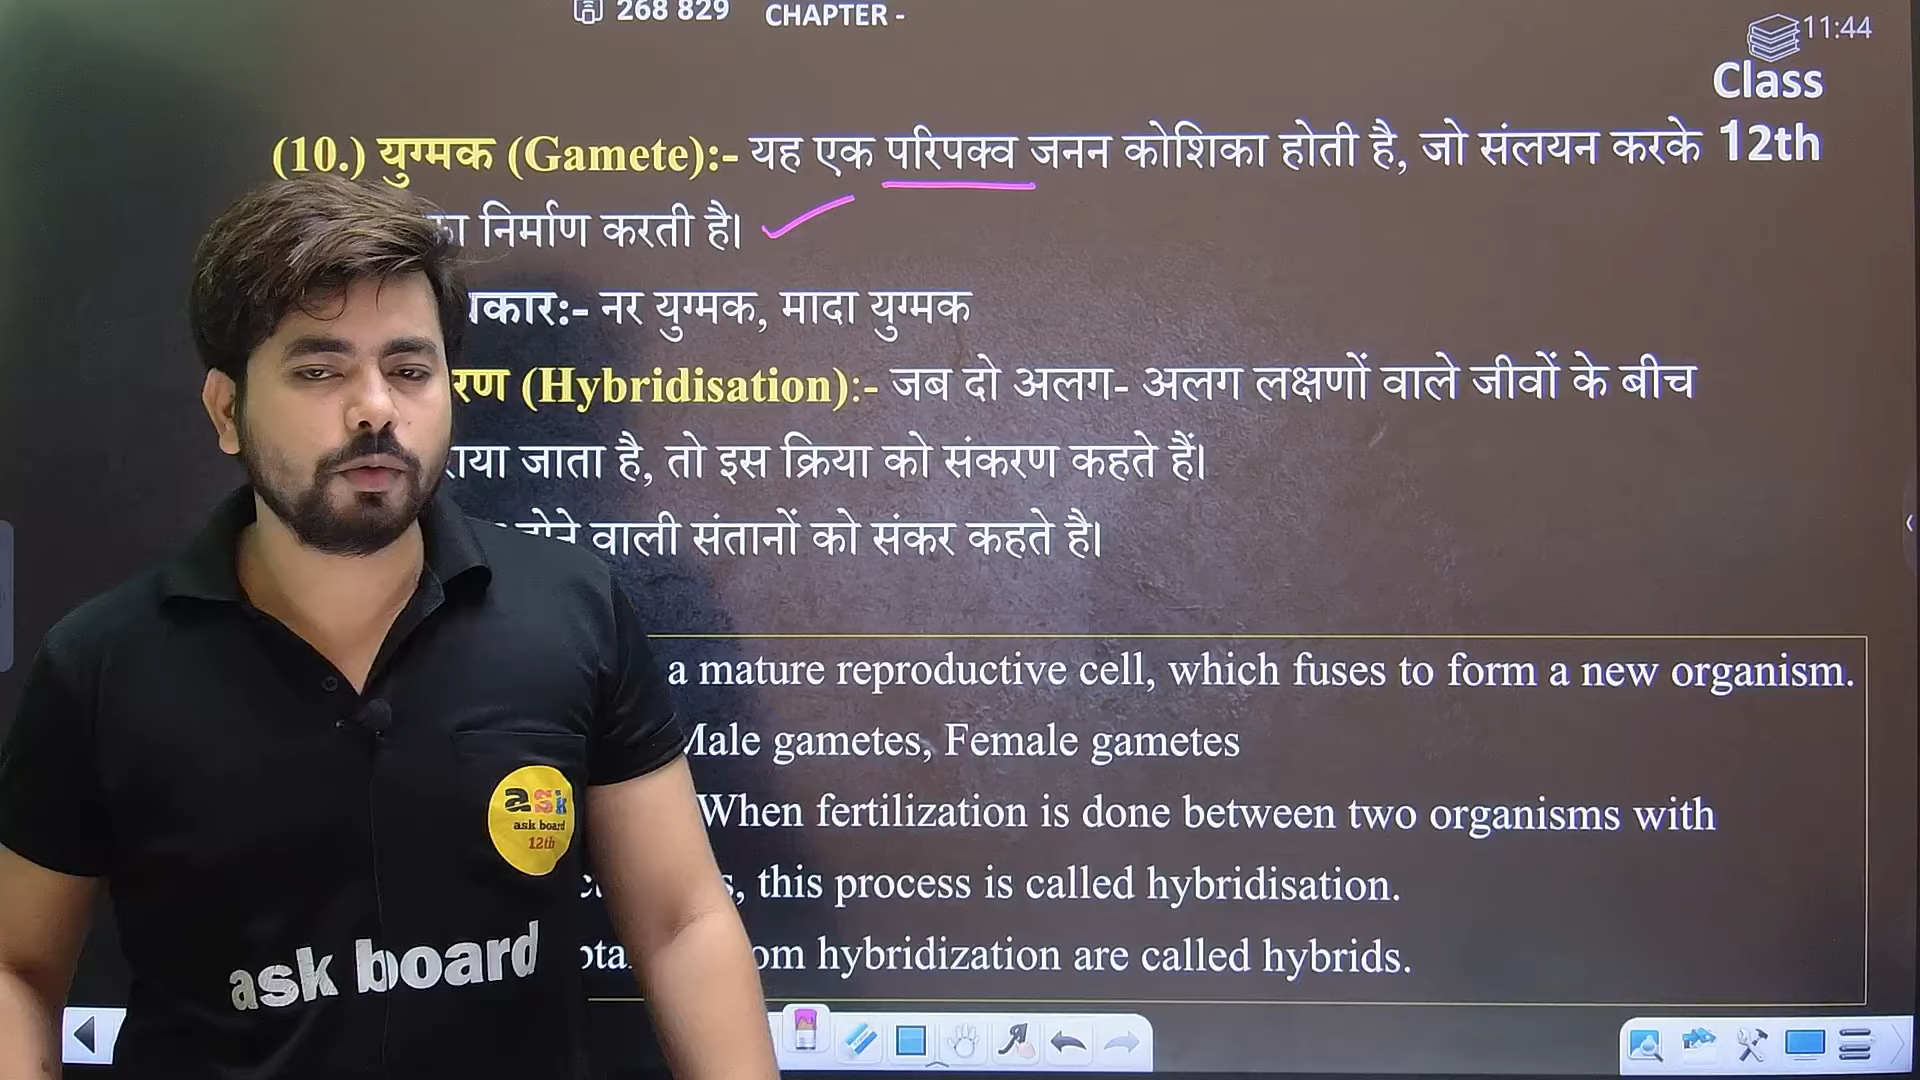 268 829 CHAPTER -
11:44
Class
12th
(10.) युग्मक (Gamete):- यह एक परिपक्व जनन कोशिका होती है, जो संलयन करके
निर्माण करती है।
नर युग्मक, मादा युग्मक
(Hybridisation):- जब दो अलग- अलग लक्षणों वाले जीवों के बीच
जाता है, तो इस क्रिया को संकरण कहते हैं।
होने वाली संतानों को संकर कहते है।
a mature reproductive cell, which fuses to form a new organism.
Male gametes, Female gametes
When fertilization is done between two organisms with
this process is called hybridisation.
hybridization are called hybrids.
ask
ask board
12th
ask board